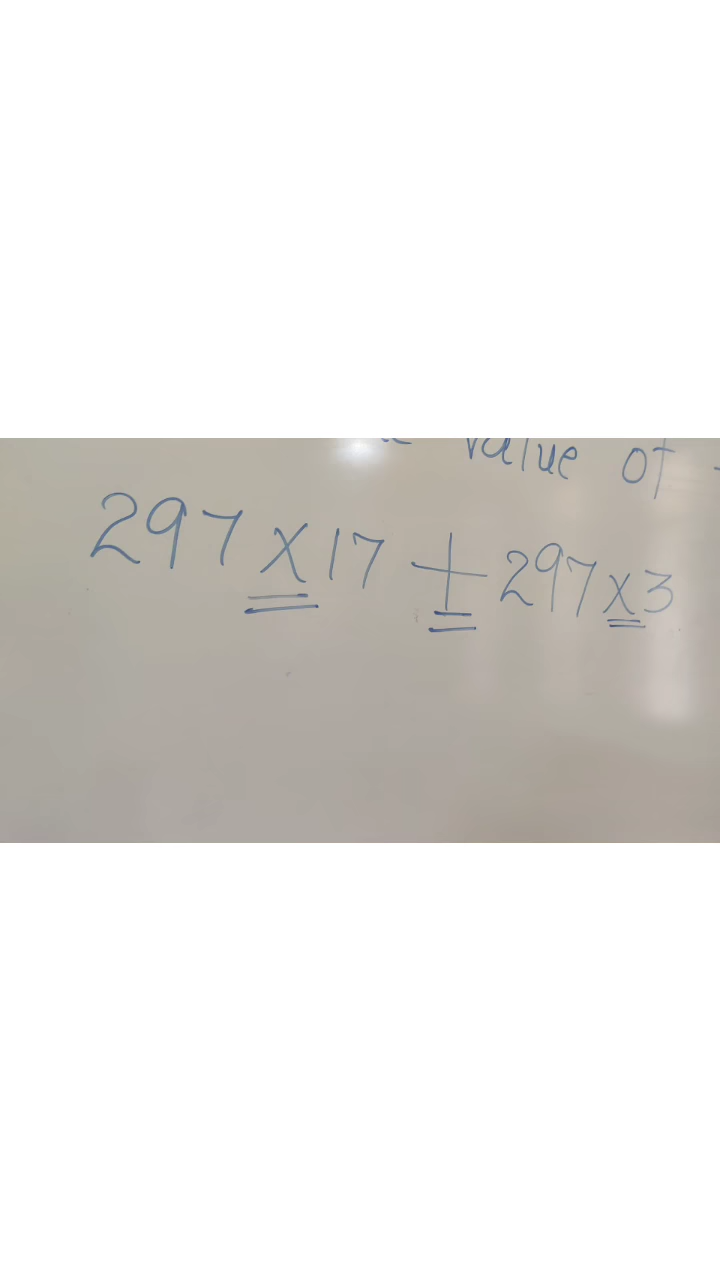 value of
297 × 17 + 297 × 3